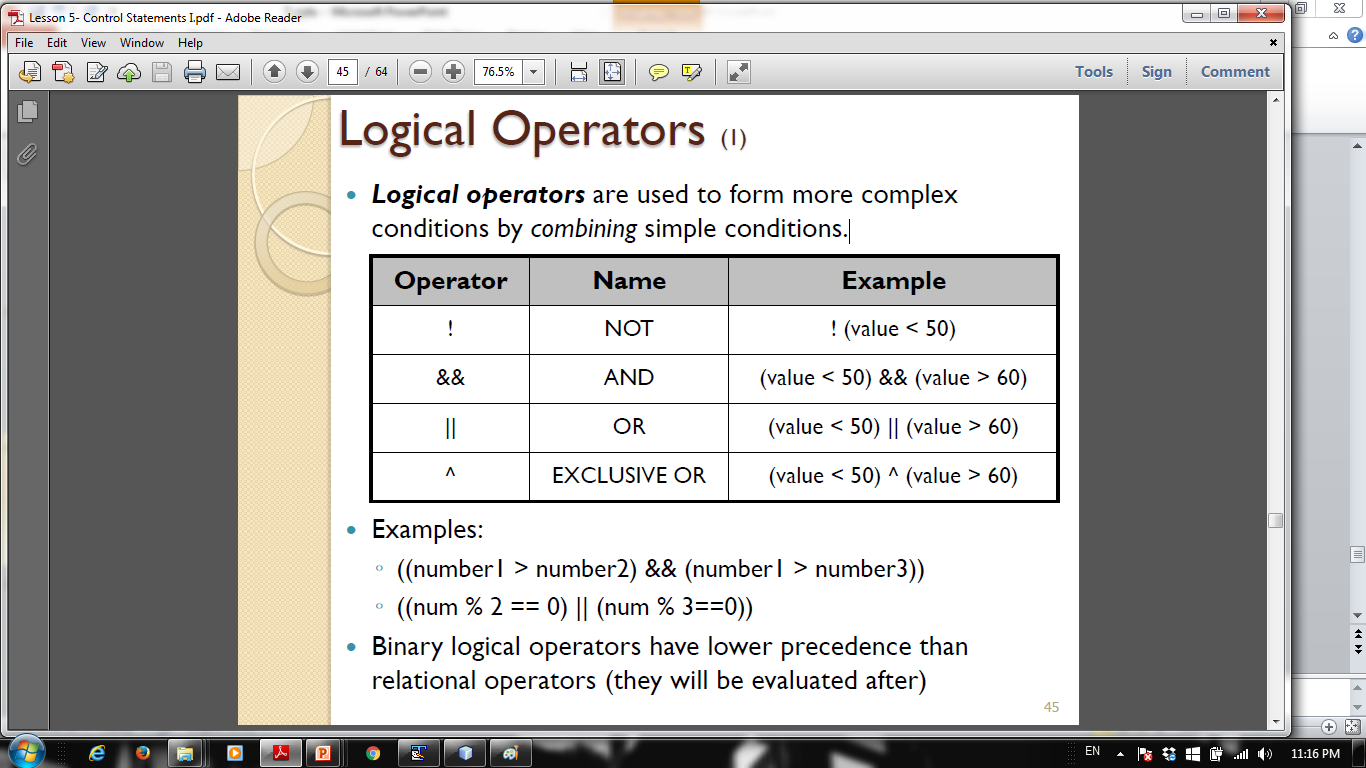 Lesson 5- Control Statements I.pdf - Adobe Reader
File Edit View Window Help
45 / 64 76.5% Tools Sign Comment
Logical Operators (1)
Logical operators are used to form more complex
conditions by combining simple conditions.
Operator Name Example
! NOT ! (value < 50)
&& AND (value < 50) && (value > 60)
|| OR (value < 50) || (value > 60)
^ EXCLUSIVE OR (value < 50) ^ (value > 60)
Examples:
((number1 > number2) && (number1 > number3))
((num % 2 == 0) || (num % 3==0))
Binary logical operators have lower precedence than
relational operators (they will be evaluated after)
45
EN 11:16 PM